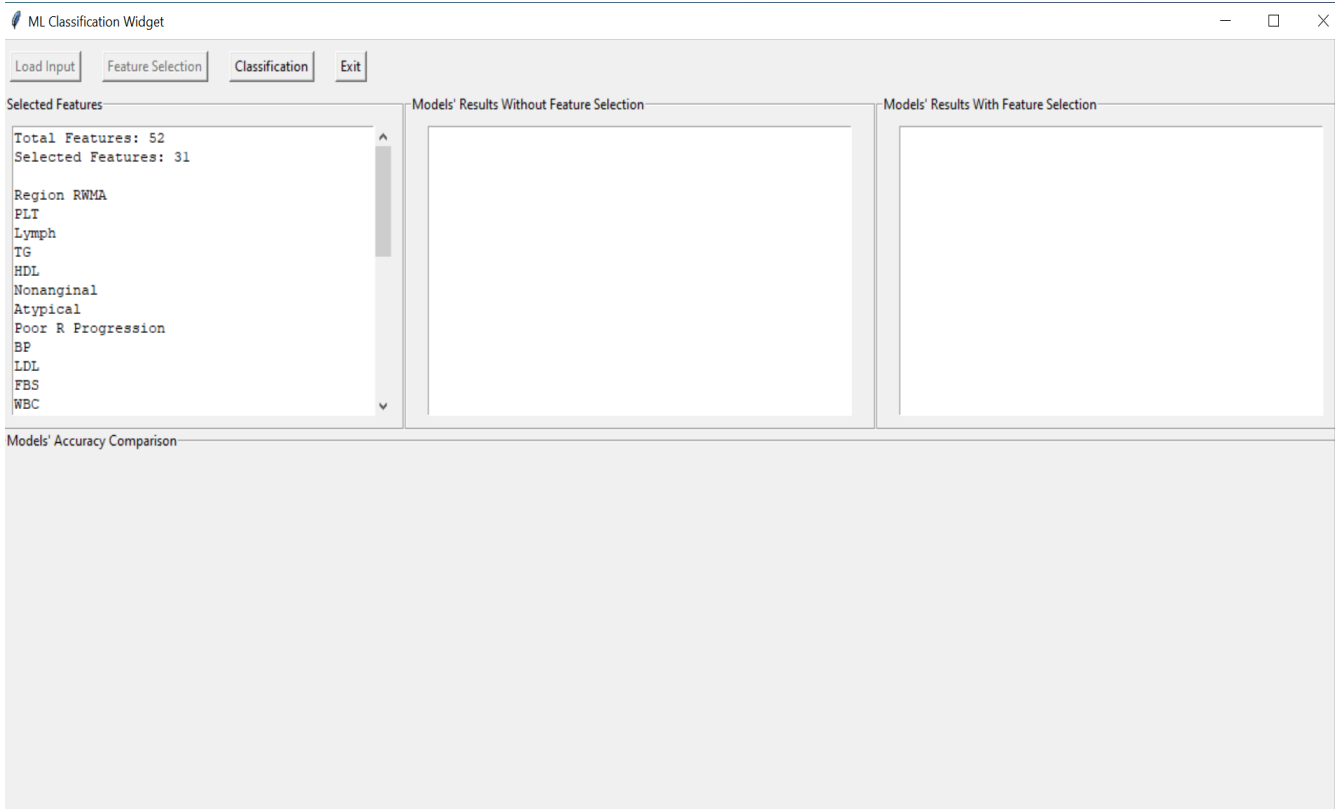 ML Classification Widget
Load Input Feature Selection Classification Exit
Selected Features
Total Features: 52
Selected Features: 31
Region RWMA
PLT
Lymph
TG
HDL
Nonanginal
Atypical
Poor R Progression
BP
LDL
FBS
WBC
Models' Results Without Feature Selection
Models' Results With Feature Selection
Models' Accuracy Comparison